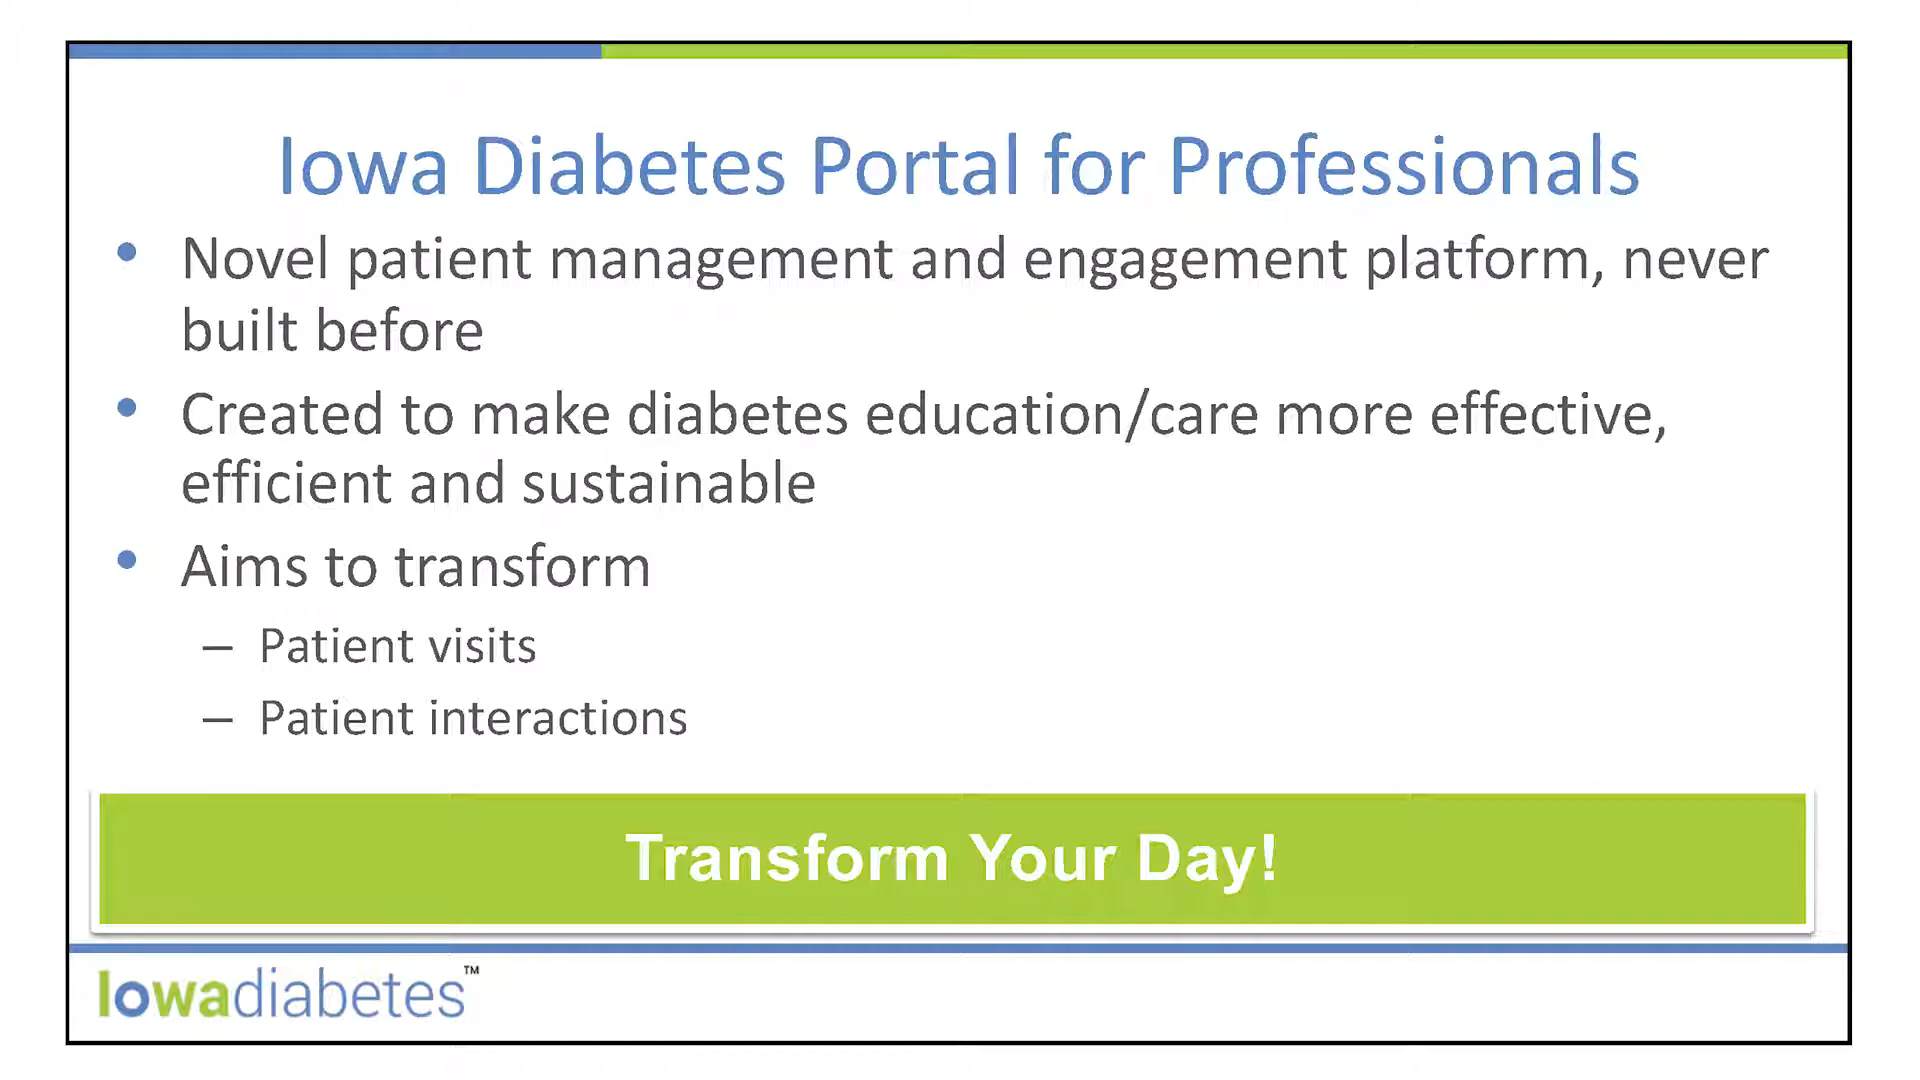 Iowa Diabetes Portal for Professionals
• Novel patient management and engagement platform, never
built before
• Created to make diabetes education/care more effective,
efficient and sustainable
• Aims to transform
– Patient visits
– Patient interactions
Transform Your Day!
Iowadiabetes™